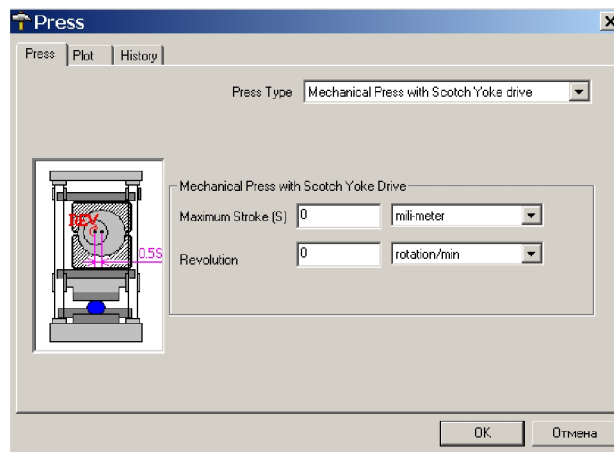 Press
Press Plot History
Press Type Mechanical Press with Scotch Yoke drive
Mechanical Press with Scotch Yoke Drive
Maximum Stroke (S) 0 mili-meter
REV
0.5S
Revolution 0 rotation/min
OK Отмена